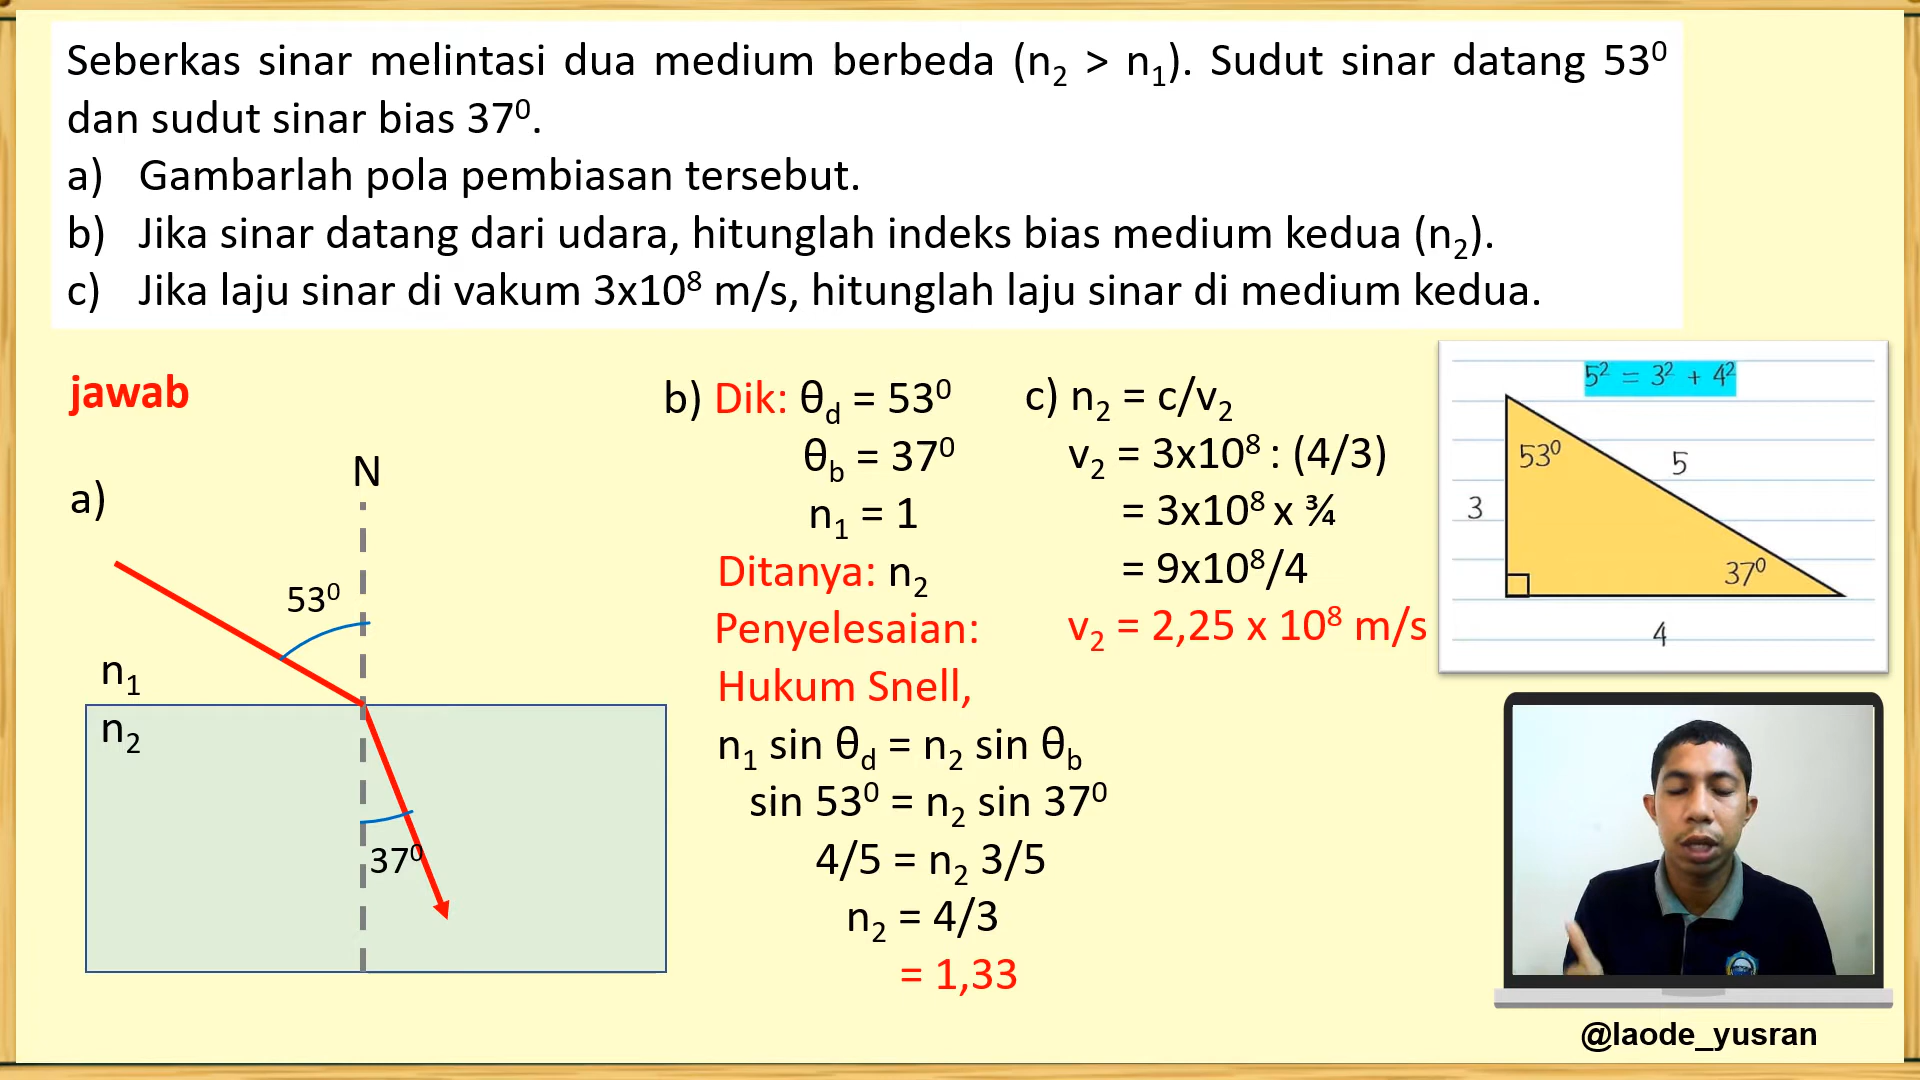 Seberkas sinar melintasi dua medium berbeda (n₂ > n₁). Sudut sinar datang 53⁰
dan sudut sinar bias 37⁰.
a) Gambarlah pola pembiasan tersebut.
b) Jika sinar datang dari udara, hitunglah indeks bias medium kedua (n₂).
c) Jika laju sinar di vakum 3x10⁸ m/s, hitunglah laju sinar di medium kedua.
jawab
a)
N
53⁰
n₁
n₂
37⁰
b) Dik: θ_d = 53⁰
θ_b = 37⁰
n₁ = 1
Ditanya: n₂
Penyelesaian:
Hukum Snell,
n₁ sin θ_d = n₂ sin θ_b
sin 53⁰ = n₂ sin 37⁰
4/5 = n₂ 3/5
n₂ = 4/3
= 1,33
c) n₂ = c/v₂
v₂ = 3x10⁸ : (4/3)
= 3x10⁸ x ¾
= 9x10⁸/4
v₂ = 2,25 x 10⁸ m/s
5² = 3² + 4²
53⁰
5
3
37⁰
4
@laode_yusran